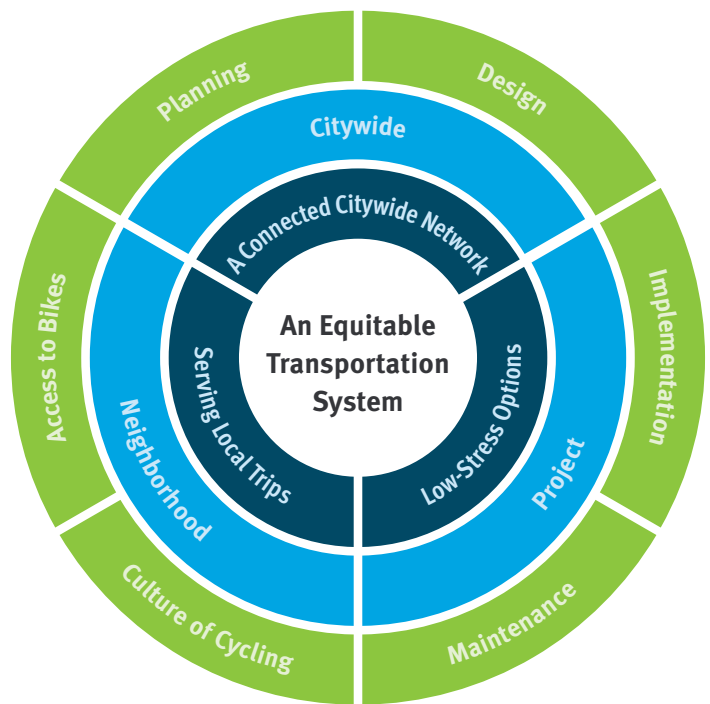 Planning
Design
Citywide
A Connected Citywide Network
Access to Bikes
Implementation
An Equitable
Transportation
System
Serving Local Trips
Low-Stress Options
Neighborhood
Project
Culture of Cycling
Maintenance